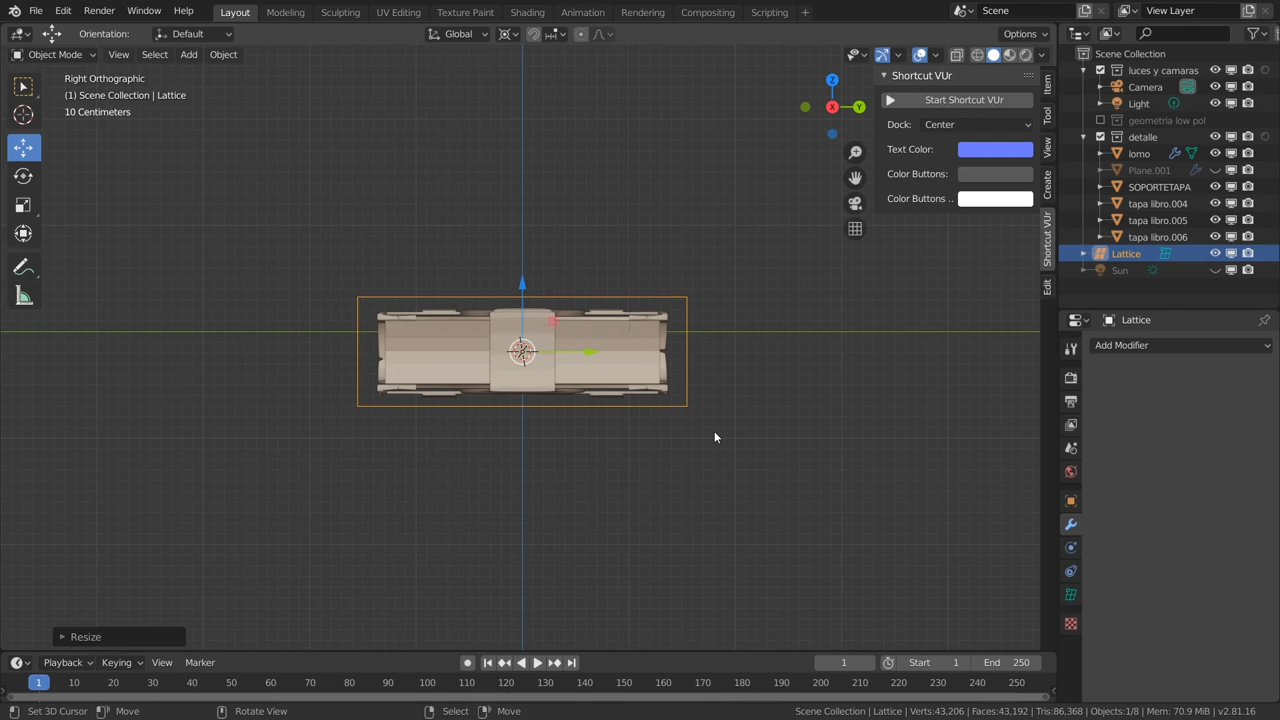 File Edit Render Window Help Layout Modeling Sculpting UV Editing Texture Paint Shading Animation Rendering Compositing Scripting + Scene View Layer
Orientation: Default Global Options
Object Mode View Select Add Object
Right Orthographic
(1) Scene Collection | Lattice
10 Centimeters
Z
X
Y
Shortcut VUr
Start Shortcut VUr
Dock: Center
Text Color:
Color Buttons:
Color Buttons ..
Item
Tool
View
Create
Shortcut VUr
Edit
Scene Collection
luces y camaras
Camera
Light
geometria low pol
detalle
lomo
Plane.001
SOPORTETAPA
tapa libro.004
tapa libro.005
tapa libro.006
Lattice
Sun
Lattice
Add Modifier
Resize
Playback Keying View Marker 1 Start 1 End 250
1 10 20 30 40 50 60 70 80 90 100 110 120 130 140 150 160 170 180 190 200 210 220 230 240 250
Set 3D Cursor Move Rotate View Select Move Scene Collection | Lattice | Verts:43,206 | Faces:43,192 | Tris:86,368 | Objects:1/8 | Mem: 70.9 MiB | v2.81.16